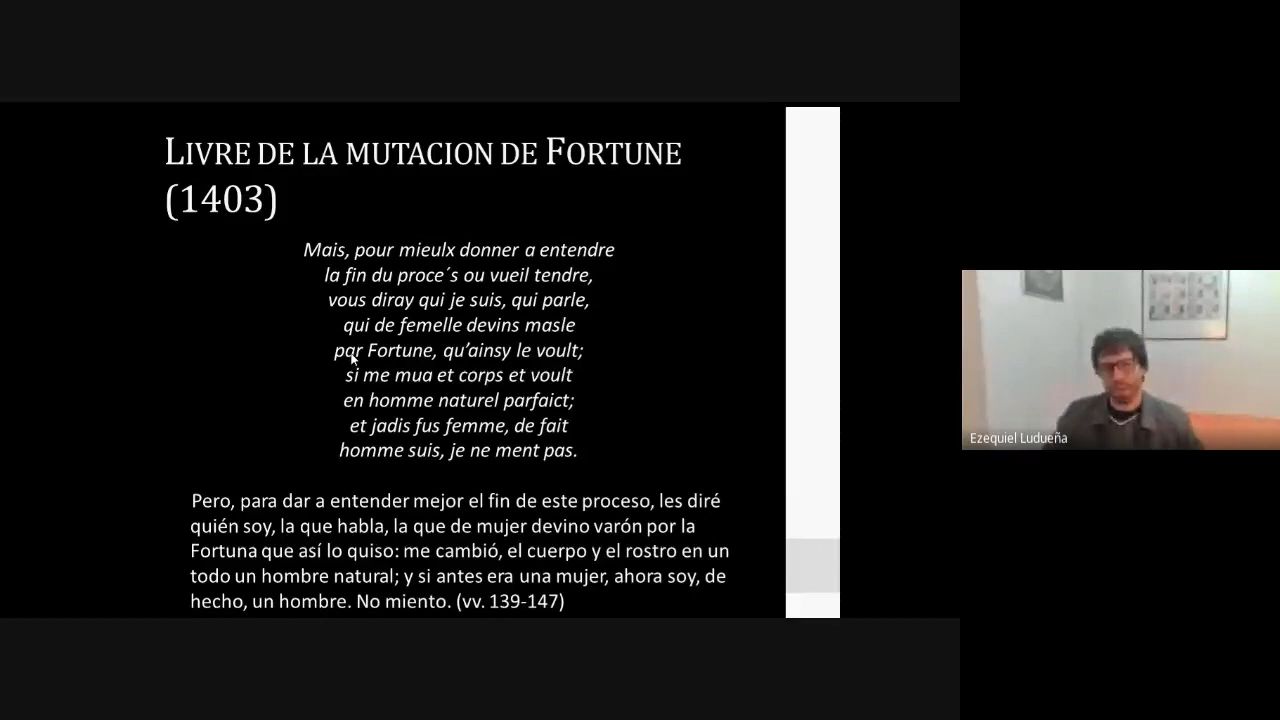 LIVRE DE LA MUTACION DE FORTUNE
(1403)
Mais, pour mieulx donner a entendre
la fin du proce´s ou vueil tendre,
vous diray qui je suis, qui parle,
qui de femelle devins masle
par Fortune, qu’ainsy le voult;
si me mua et corps et voult
en homme naturel parfaict;
et jadis fus femme, de fait
homme suis, je ne ment pas.
Pero, para dar a entender mejor el fin de este proceso, les diré
quién soy, la que habla, la que de mujer devino varón por la
Fortuna que así lo quiso: me cambió, el cuerpo y el rostro en un
todo un hombre natural; y si antes era una mujer, ahora soy, de
hecho, un hombre. No miento. (vv. 139-147)
Ezequiel Ludueña